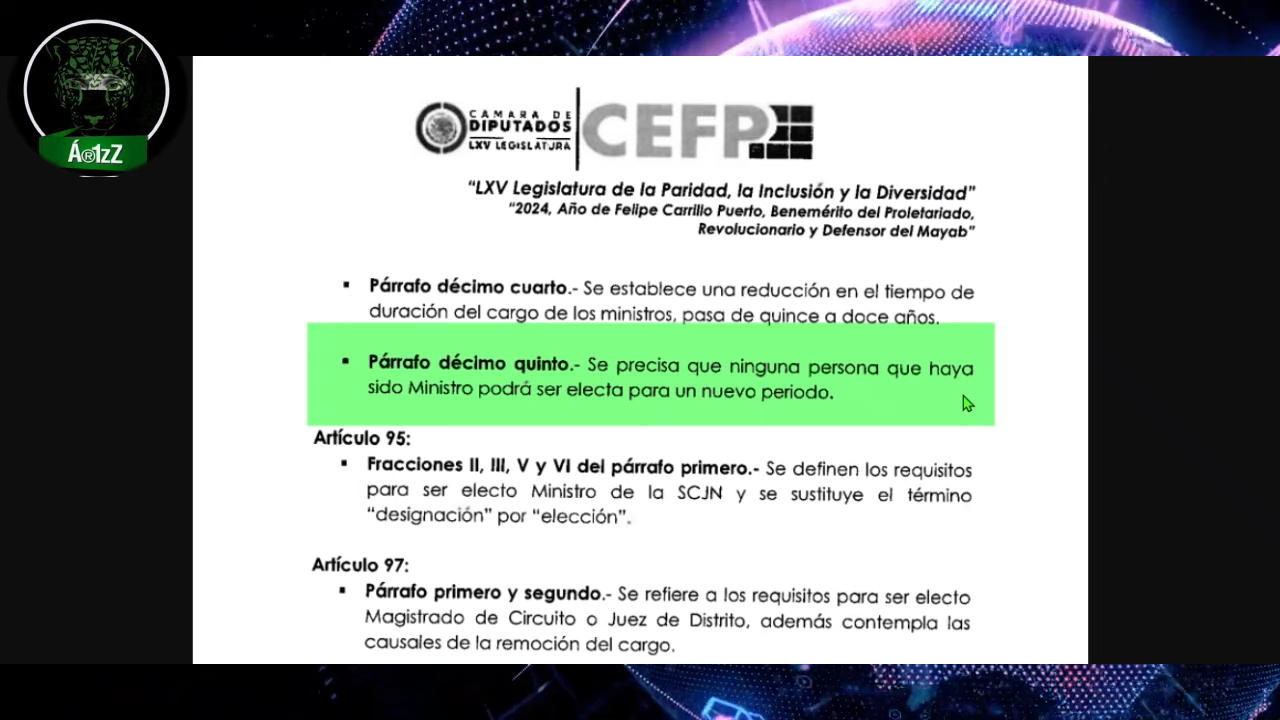 Á®1zZ
CAMARA DE
DIPUTADOS
LXV LEGISLATURA
CEFP
“LXV Legislatura de la Paridad, la Inclusión y la Diversidad”
“2024, Año de Felipe Carrillo Puerto, Benemérito del Proletariado,
Revolucionario y Defensor del Mayab”
▪ Párrafo décimo cuarto.- Se establece una reducción en el tiempo de
duración del cargo de los ministros, pasa de quince a doce años.
▪ Párrafo décimo quinto.- Se precisa que ninguna persona que haya
sido Ministro podrá ser electa para un nuevo periodo.
Artículo 95:
▪ Fracciones II, III, V y VI del párrafo primero.- Se definen los requisitos
para ser electo Ministro de la SCJN y se sustituye el término
“designación” por “elección”.
Artículo 97:
▪ Párrafo primero y segundo.- Se refiere a los requisitos para ser electo
Magistrado de Circuito o Juez de Distrito, además contempla las
causales de la remoción del cargo.